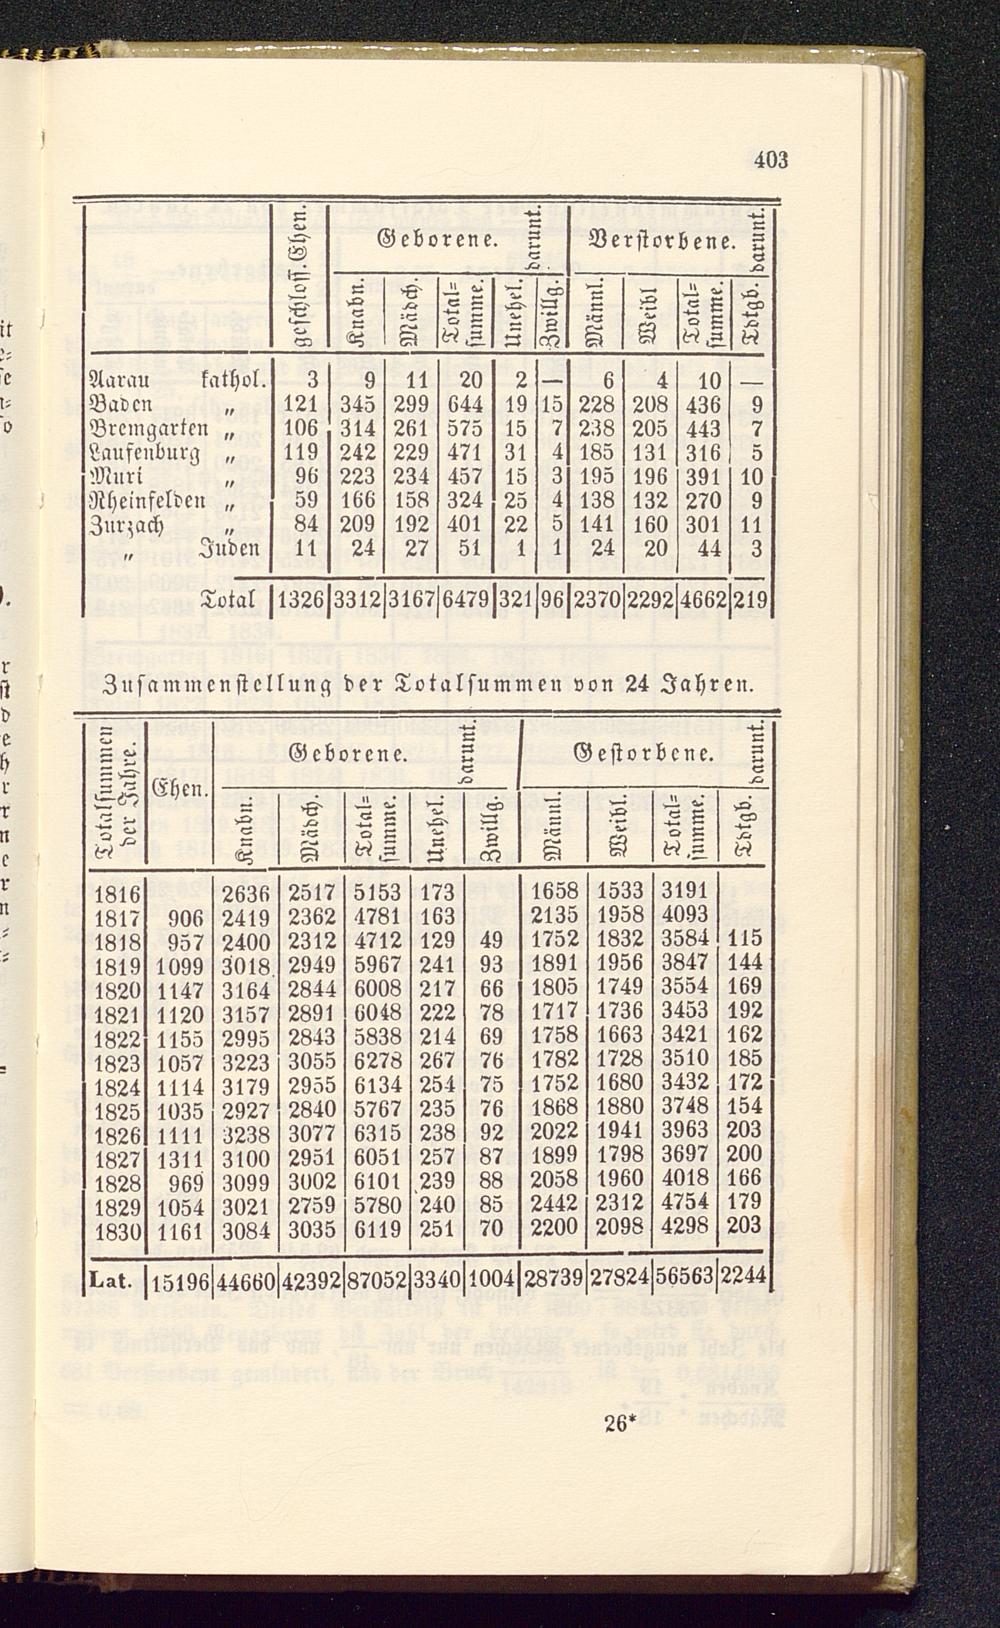 403
geschloss. Ehen. Geborene. darunt. Verstorbene. darunt.
Knabn. Mädch. Total= summe. Unehel. Zwillg. Männl. Weibl Total= summe. Tdtgb.
Aarau kathol. 3 9 11 20 2 — 6 4 10 —
Baden „ 121 345 299 644 19 15 228 208 436 9
Bremgarten „ 106 314 261 575 15 7 238 205 443 7
Laufenburg „ 119 242 229 471 31 4 185 131 316 5
Muri „ 96 223 234 457 15 3 195 196 391 10
Rheinfelden „ 59 166 158 324 25 4 138 132 270 9
Zurzach „ 84 209 192 401 22 5 141 160 301 11
„ Juden 11 24 27 51 1 1 24 20 44 3
Total 1326 3312 3167 6479 321 96 2370 2292 4662 219
Zusammenstellung der Totalsummen von 24 Jahren.
Totalsummen der Jahre. Ehen. Geborene. darunt. Gestorbene. darunt.
Knabn. Mädch. Total= summe. Unehel. Zwillg. Männl. Weibl. Total= summe. Tdtgb.
1816 2636 2517 5153 173 1658 1533 3191
1817 906 2419 2362 4781 163 2135 1958 4093
1818 957 2400 2312 4712 129 49 1752 1832 3584 115
1819 1099 3018 2949 5967 241 93 1891 1956 3847 144
1820 1147 3164 2844 6008 217 66 1805 1749 3554 169
1821 1120 3157 2891 6048 222 78 1717 1736 3453 192
1822 1155 2995 2843 5838 214 69 1758 1663 3421 162
1823 1057 3223 3055 6278 267 76 1782 1728 3510 185
1824 1114 3179 2955 6134 254 75 1752 1680 3432 172
1825 1035 2927 2840 5767 235 76 1868 1880 3748 154
1826 1111 3238 3077 6315 238 92 2022 1941 3963 203
1827 1311 3100 2951 6051 257 87 1899 1798 3697 200
1828 969 3099 3002 6101 239 88 2058 1960 4018 166
1829 1054 3021 2759 5780 240 85 2442 2312 4754 179
1830 1161 3084 3035 6119 251 70 2200 2098 4298 203
Lat. 15196 44660 42392 87052 3340 1004 28739 27824 56563 2244
26*